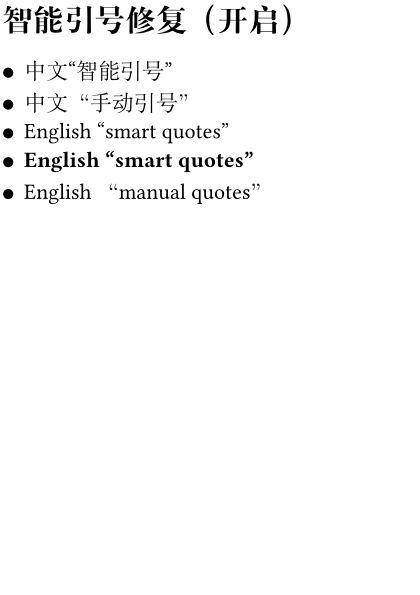 智能引号修复（开启）
● 中文“智能引号”
● 中文 “手动引号”
● English “smart quotes”
● English “smart quotes”
● English “manual quotes”